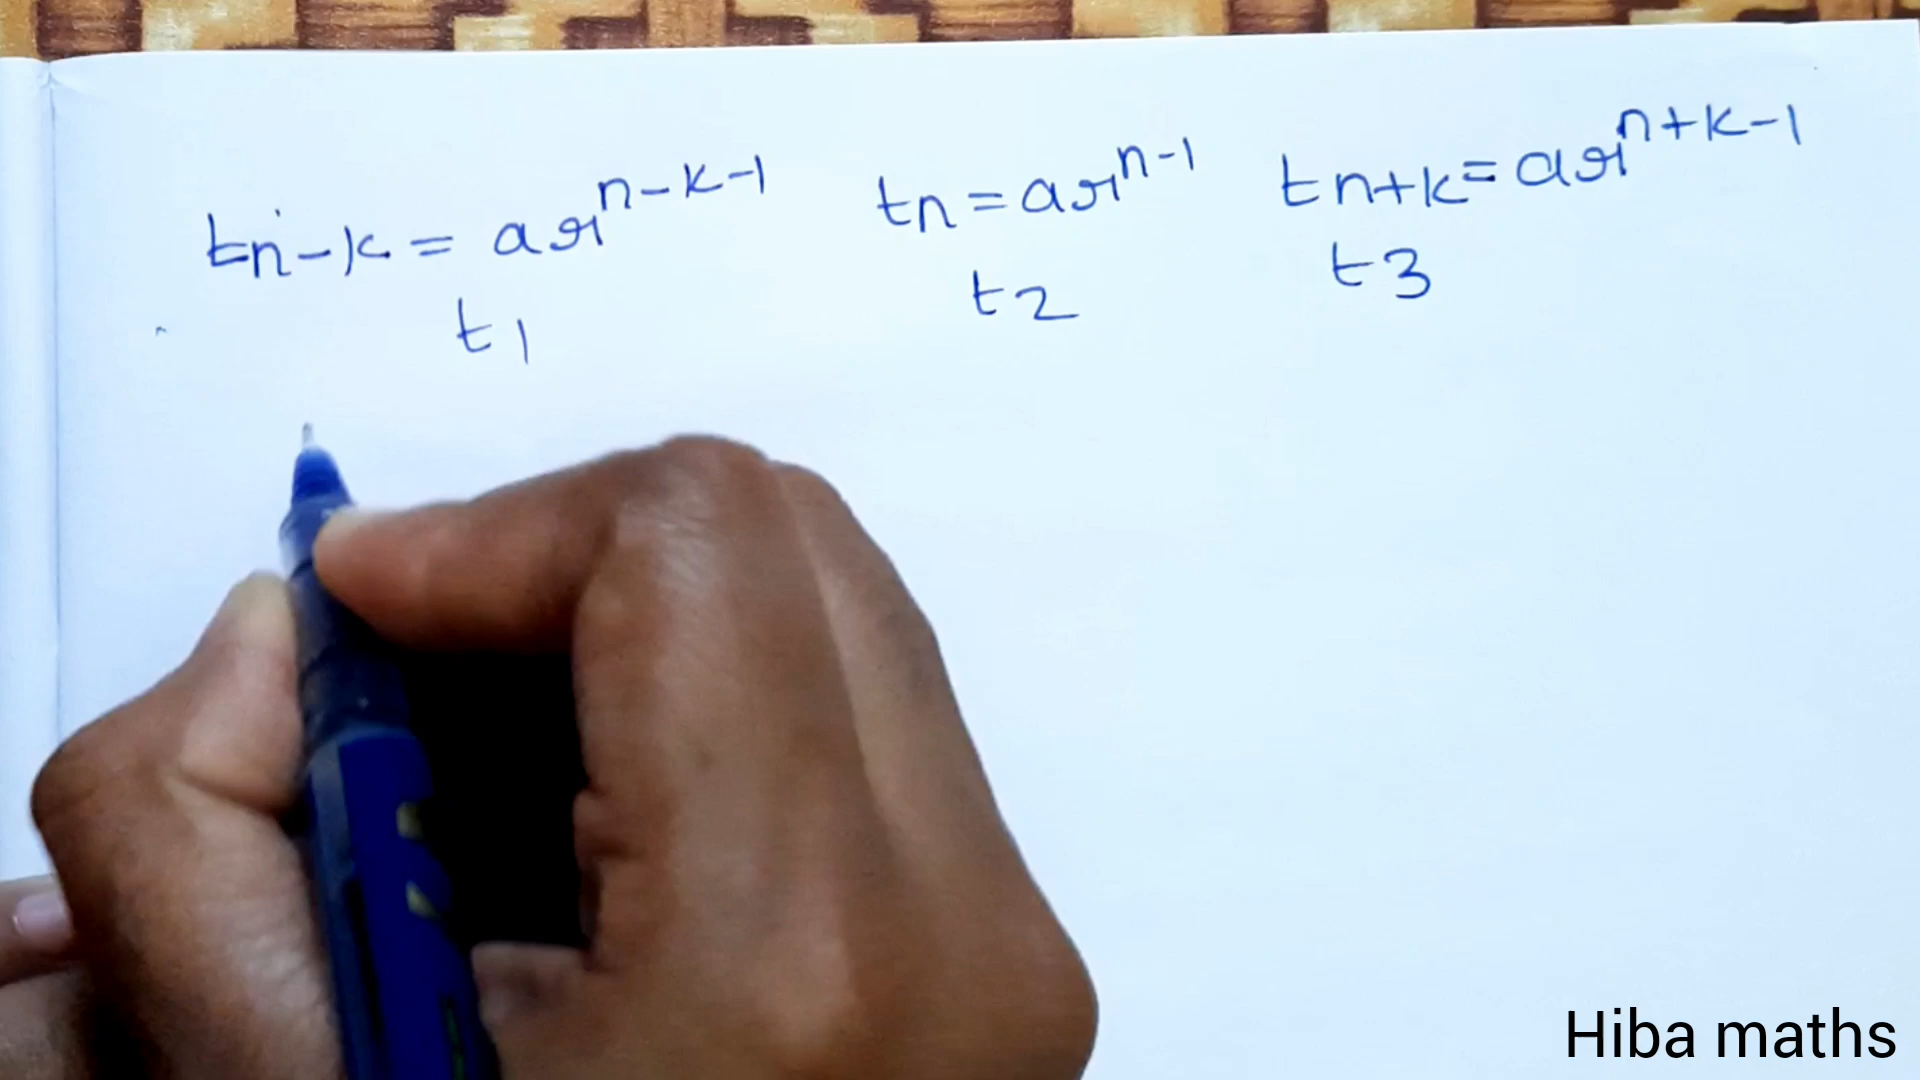 tn-k = ar^n-k-1 tn = ar^n-1 tn+k = ar^n+k-1
t1 t2 t3
Hiba maths